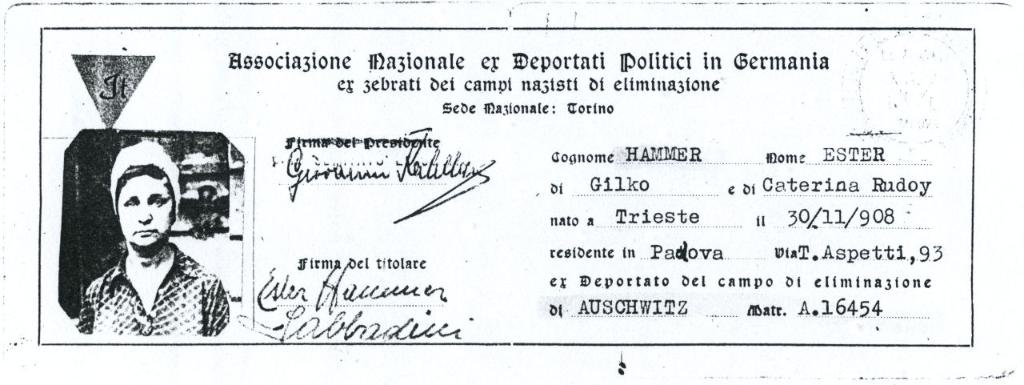 It
Associazione Nazionale ex Deportati Politici in Germania
ex zebrati dei campi nazisti di eliminazione
Sede Nazionale: Torino
Firma del Presidente
Giovanni
Firma del titolare
Ester Hammer
Sabbadini
Cognome HAMMER Nome ESTER
di Gilko e di Caterina Rudoy
nato a Trieste il 30/11/908
residente in Padova Via T. Aspetti, 93
ex Deportato del campo di eliminazione
di AUSCHWITZ Matr. A.16454